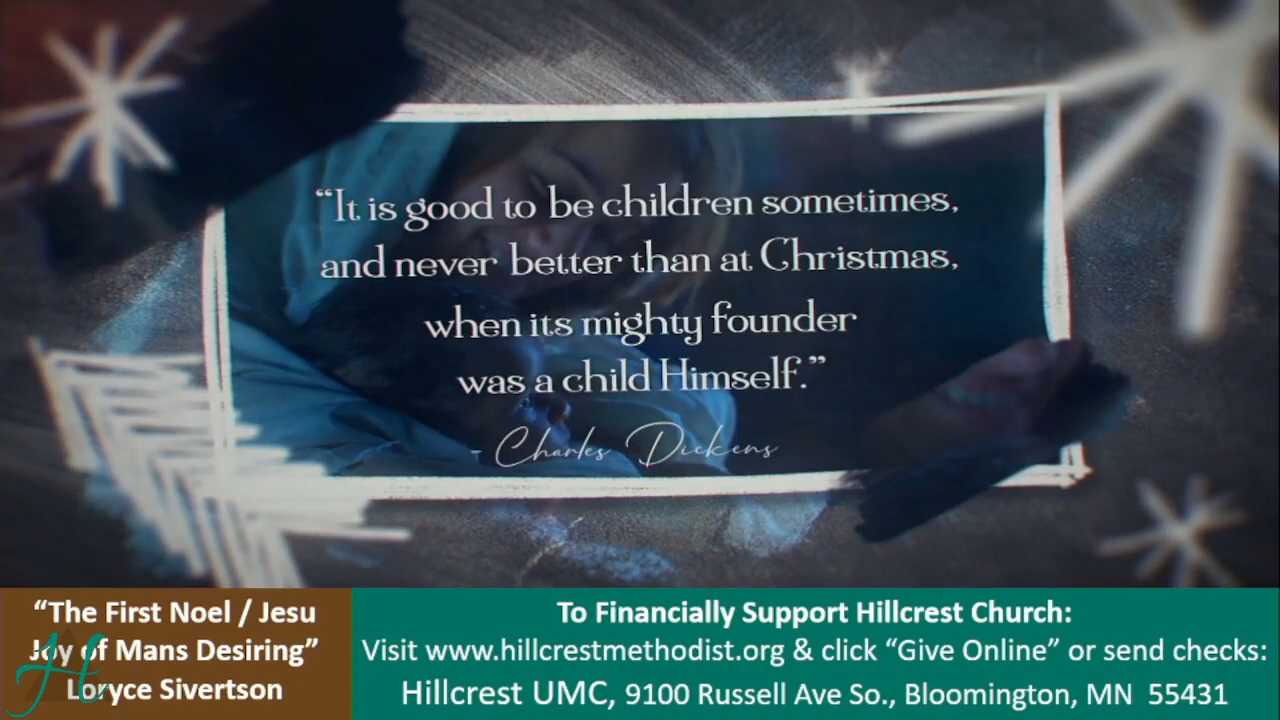 “It is good to be children sometimes,
and never better than at Christmas,
when its mighty founder
was a child Himself.”
- Charles Dickens
“The First Noel / Jesu
Joy of Mans Desiring”
Loryce Sivertson
To Financially Support Hillcrest Church:
Visit www.hillcrestmethodist.org & click “Give Online” or send checks:
Hillcrest UMC, 9100 Russell Ave So., Bloomington, MN 55431
H